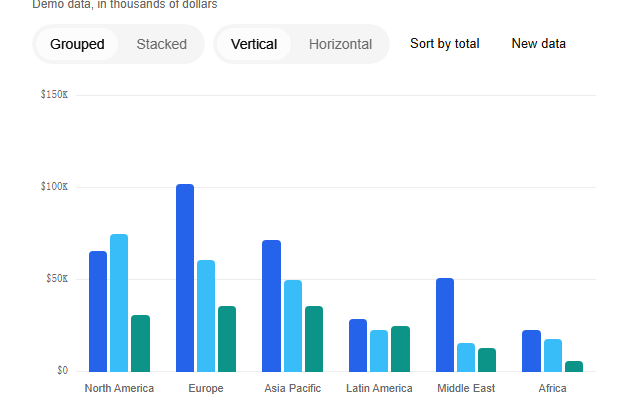 Demo data, in thousands of dollars
Grouped Stacked Vertical Horizontal Sort by total New data
$150K
$100K
$50K
$0
North America Europe Asia Pacific Latin America Middle East Africa